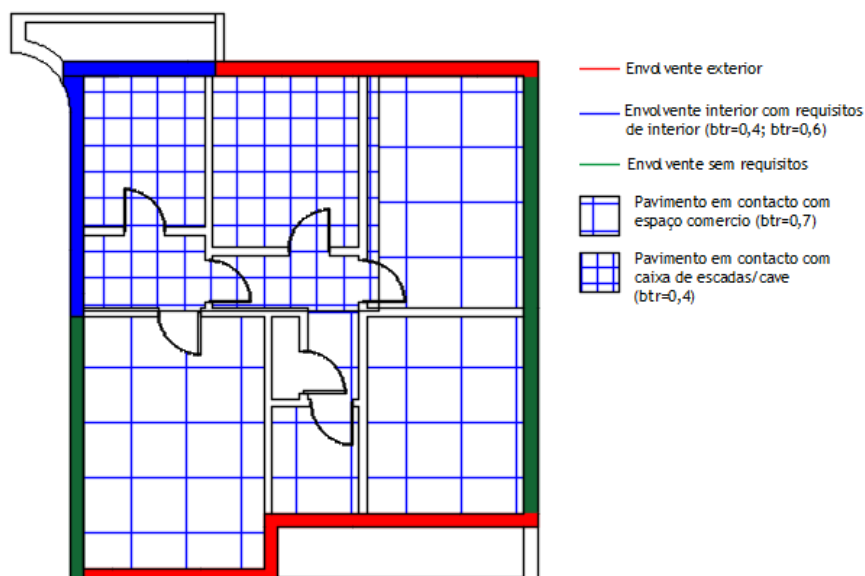 Envolvente exterior
Envolvente interior com requisitos
de interior (btr=0,4; btr=0,6)
Envolvente sem requisitos
Pavimento em contacto com
espaço comercio (btr=0,7)
Pavimento em contacto com
caixa de escadas/cave
(btr=0,4)